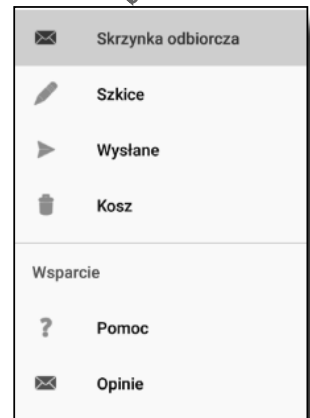 Skrzynka odbiorcza
Szkice
Wysłane
Kosz
Wsparcie
Pomoc
Opinie